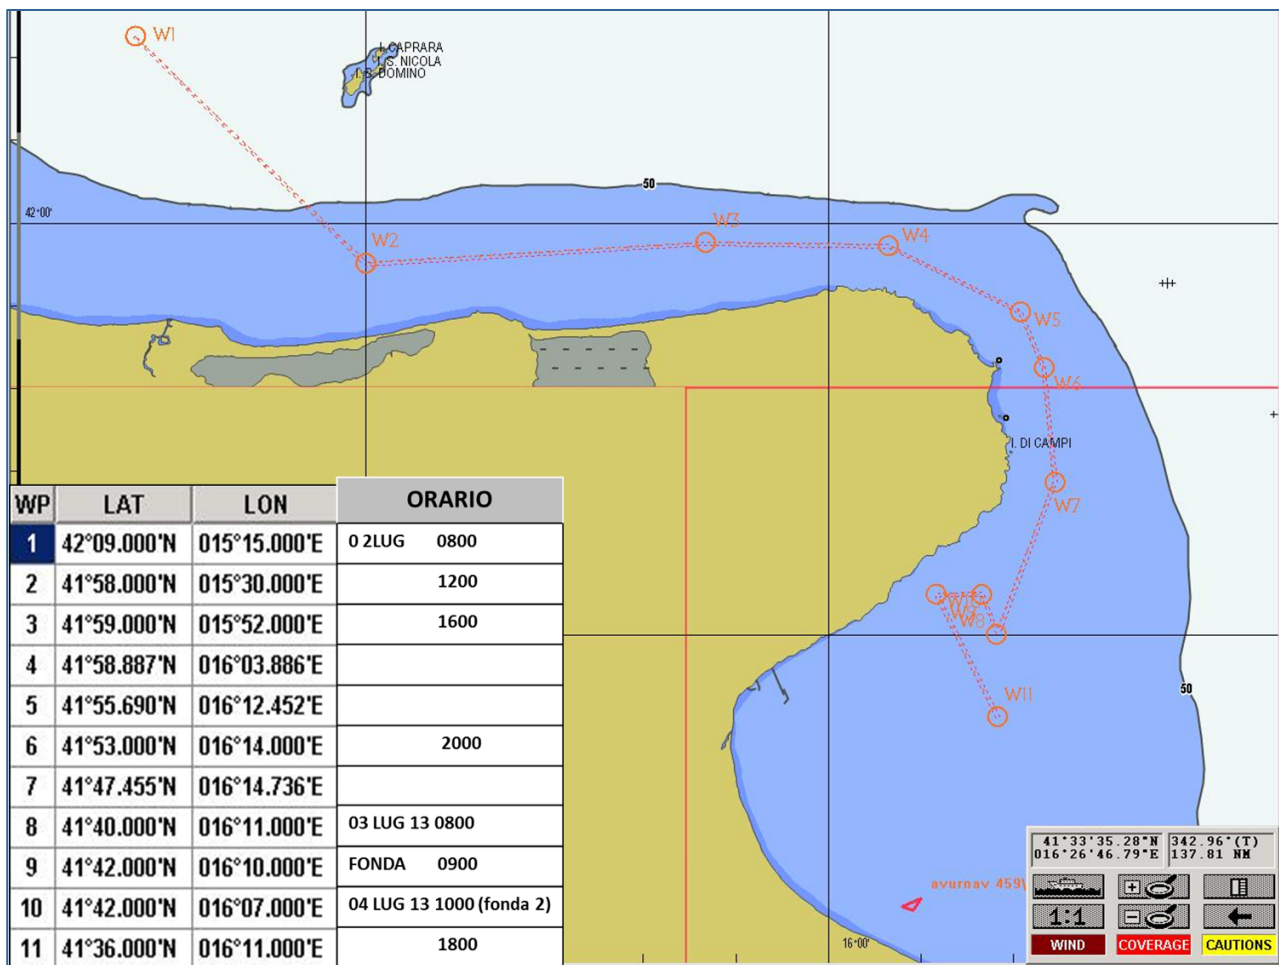 W1
I. CAPRARA
I. S. NICOLA
I. S. DOMINO
50
42°00'
W2
W3
W4
W5
W6
I. DI CAMPI
W7
W9
W8
W11
50
WP LAT LON ORARIO
1 42°09.000'N 015°15.000'E 0 2LUG 0800
2 41°58.000'N 015°30.000'E 1200
3 41°59.000'N 015°52.000'E 1600
4 41°58.887'N 016°03.886'E
5 41°55.690'N 016°12.452'E
6 41°53.000'N 016°14.000'E 2000
7 41°47.455'N 016°14.736'E
8 41°40.000'N 016°11.000'E 03 LUG 13 0800
9 41°42.000'N 016°10.000'E FONDA 0900
10 41°42.000'N 016°07.000'E 04 LUG 13 1000 (fonda 2)
11 41°36.000'N 016°11.000'E 1800
avurnav 459
16°00'
41°33'35.28"N 342.96°(T)
016°26'46.79"E 137.81 NM
1:1
WIND COVERAGE CAUTIONS